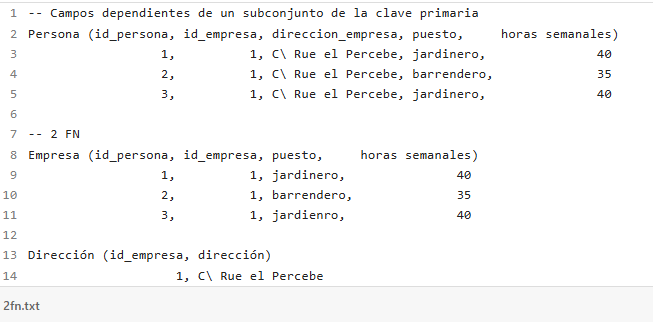 1 -- Campos dependientes de un subconjunto de la clave primaria
2 Persona (id_persona, id_empresa, direccion_empresa, puesto, horas semanales)
3 1, 1, C\ Rue el Percebe, jardinero, 40
4 2, 1, C\ Rue el Percebe, barrendero, 35
5 3, 1, C\ Rue el Percebe, jardinero, 40
6
7 -- 2 FN
8 Empresa (id_persona, id_empresa, puesto, horas semanales)
9 1, 1, jardinero, 40
10 2, 1, barrendero, 35
11 3, 1, jardienro, 40
12
13 Dirección (id_empresa, dirección)
14 1, C\ Rue el Percebe
2fn.txt